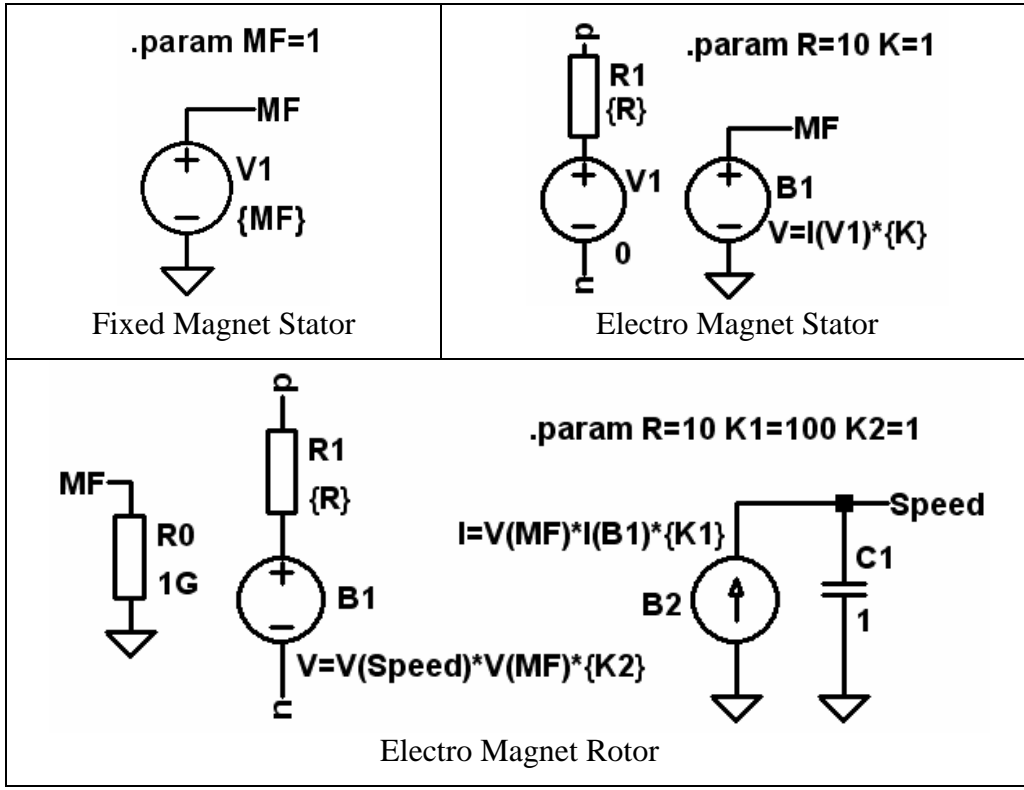 .param MF=1
MF
+
V1
−
{MF}
Fixed Magnet Stator
p
.param R=10 K=1
R1
{R}
MF
+
V1
+
B1
−
−
V=I(V1)*{K}
0
n
Electro Magnet Stator
p
.param R=10 K1=100 K2=1
R1
MF
{R}
Speed
R0
I=V(MF)*I(B1)*{K1}
C1
1G
+
B1
B2
1
−
V=V(Speed)*V(MF)*{K2}
n
Electro Magnet Rotor